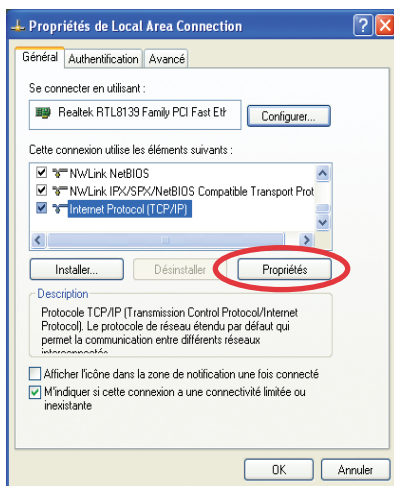 Propriétés de Local Area Connection
Général Authentification Avancé
Se connecter en utilisant :
Realtek RTL8139 Family PCI Fast Eth
Configurer...
Cette connexion utilise les éléments suivants :
NWLink NetBIOS
NWLink IPX/SPX/NetBIOS Compatible Transport Prot
Internet Protocol (TCP/IP)
Installer... Désinstaller Propriétés
Description
Protocole TCP/IP (Transmission Control Protocol/Internet
Protocol). Le protocole de réseau étendu par défaut qui
permet la communication entre différents réseaux
interconnectés.
Afficher l'icône dans la zone de notification une fois connecté
M'indiquer si cette connexion a une connectivité limitée ou
inexistante
OK Annuler